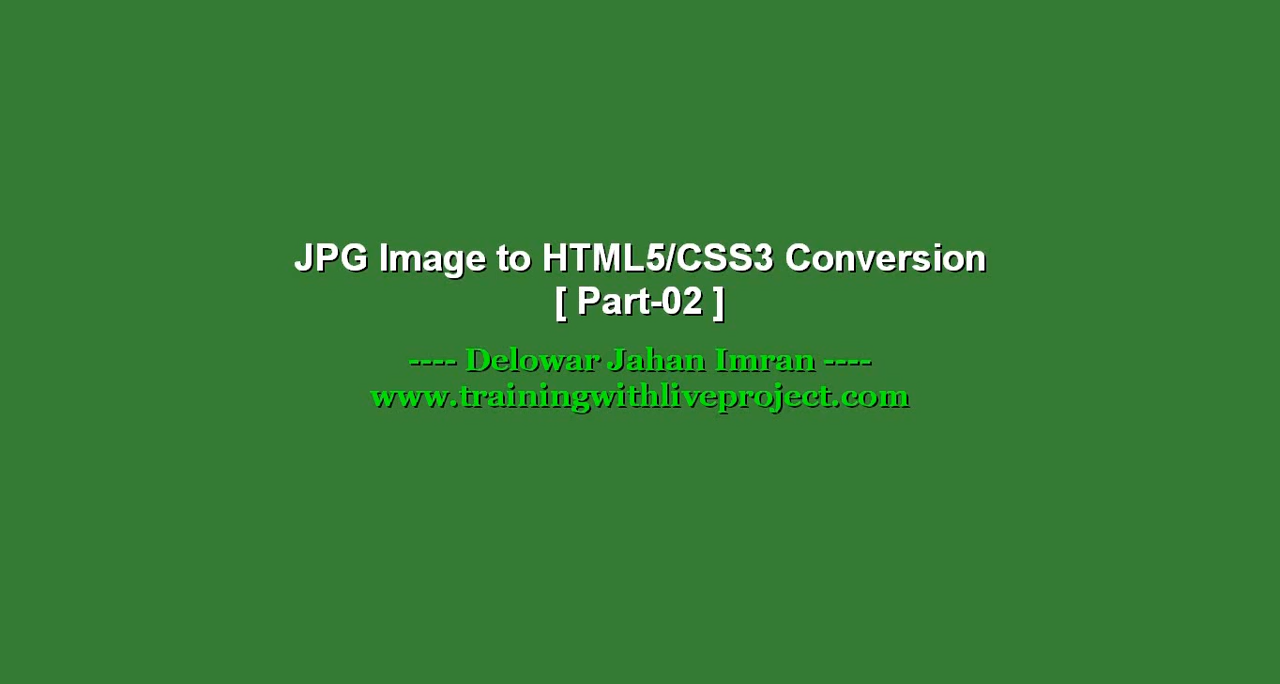 JPG Image to HTML5/CSS3 Conversion
[ Part-02 ]
---- Delowar Jahan Imran ----
www.trainingwithliveproject.com